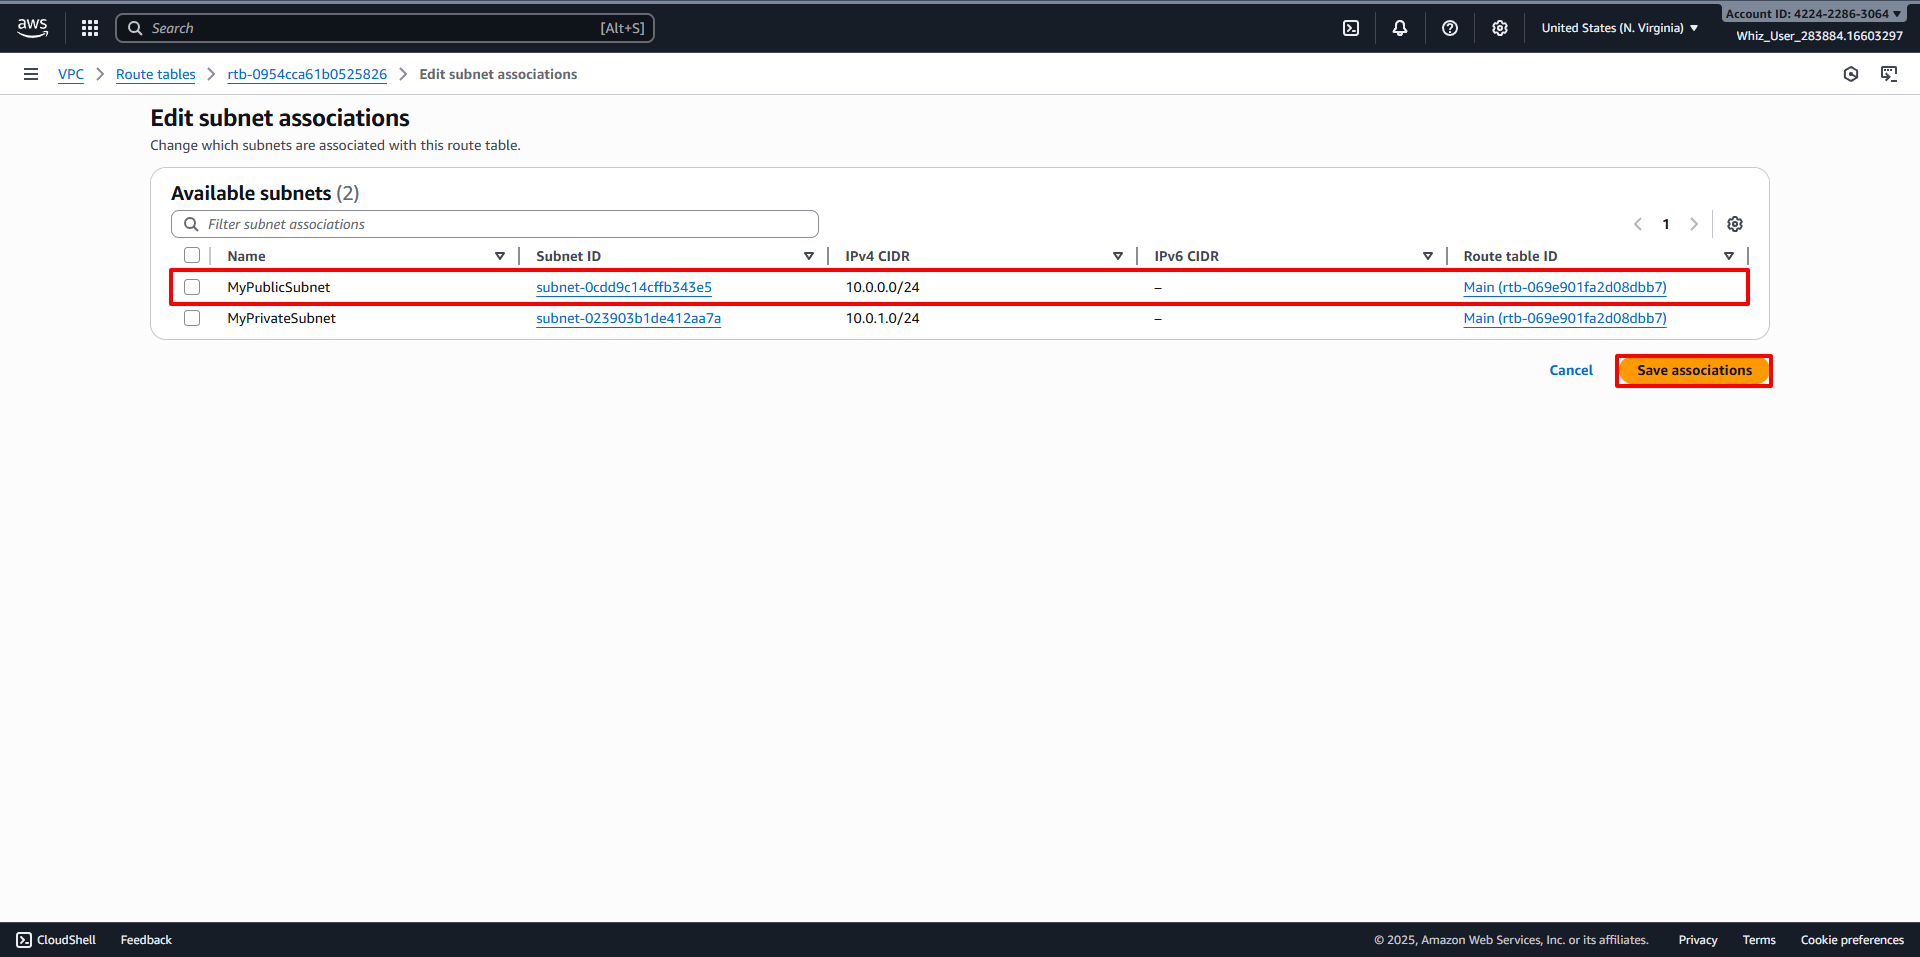 aws
Search [Alt+S]
United States (N. Virginia)
Account ID: 4224-2286-3064
Whiz_User_283884.16603297
VPC Route tables rtb-0954cca61b0525826 Edit subnet associations
Edit subnet associations
Change which subnets are associated with this route table.
Available subnets (2)
Filter subnet associations
1
Name Subnet ID IPv4 CIDR IPv6 CIDR Route table ID
MyPublicSubnet subnet-0cdd9c14cffb343e5 10.0.0.0/24 – Main (rtb-069e901fa2d08dbb7)
MyPrivateSubnet subnet-023903b1de412aa7a 10.0.1.0/24 – Main (rtb-069e901fa2d08dbb7)
Cancel Save associations
CloudShell Feedback © 2025, Amazon Web Services, Inc. or its affiliates. Privacy Terms Cookie preferences